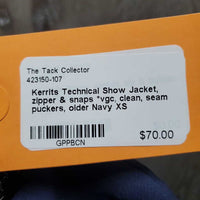 The Tack Collector
423150-107
Kerrits Technical Show Jacket,
zipper & snaps *vgc, clean, seam
puckers, older Navy XS
$70.00
GPPBCN